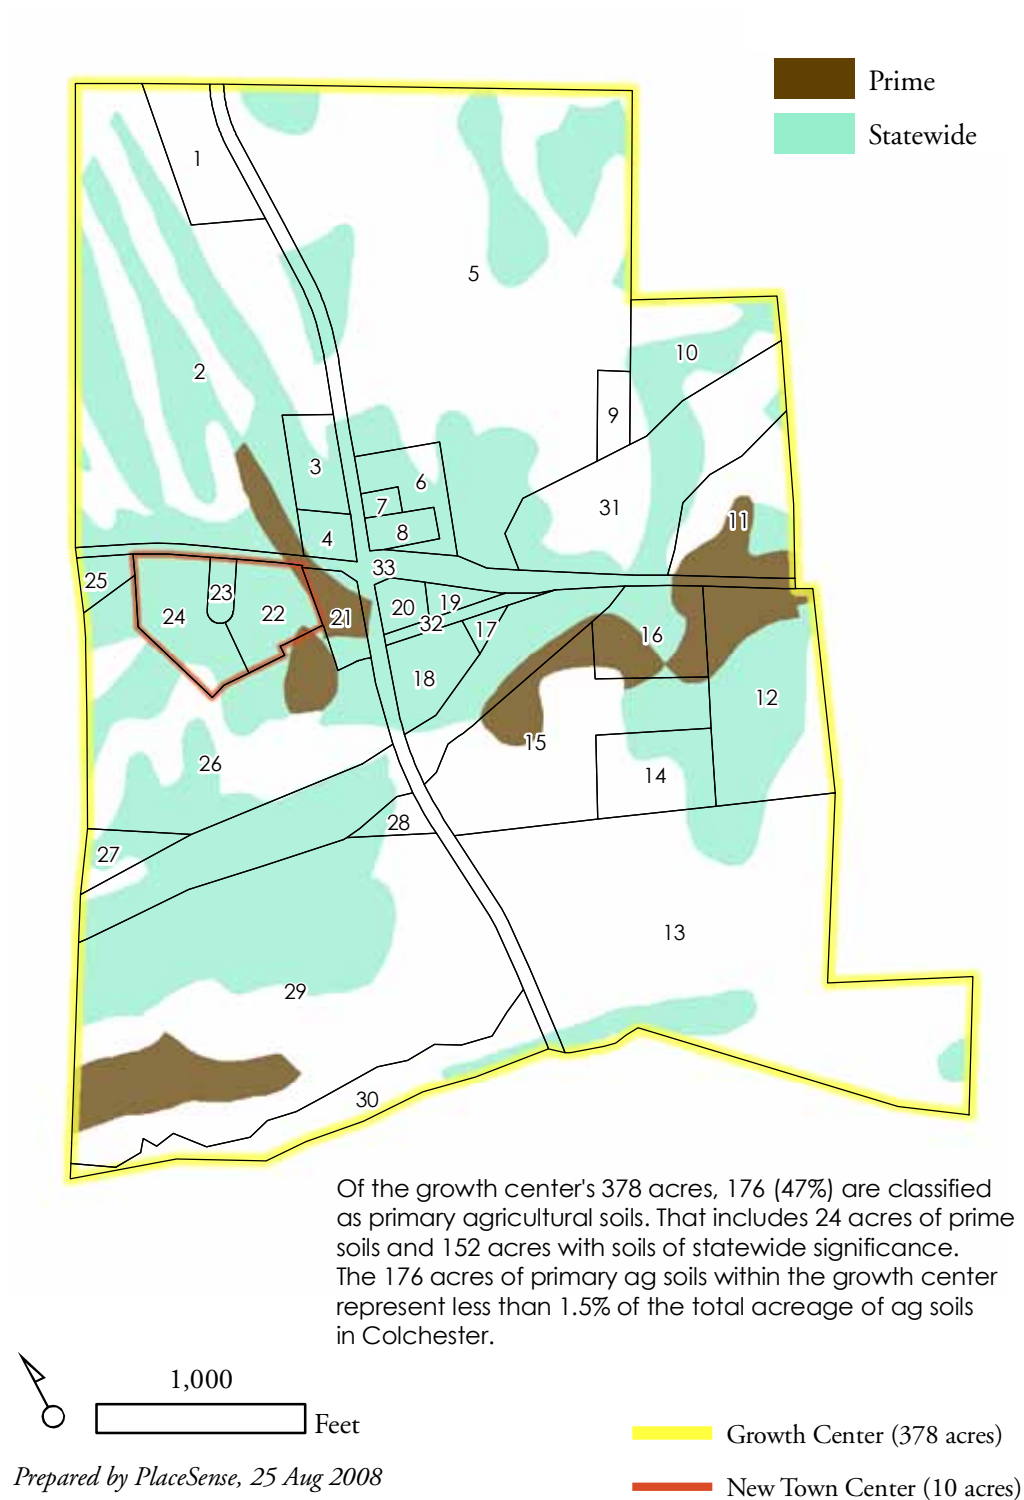 Prime
Statewide
1
5
2
10
9
3
6
7
31
11
8
4
33
25
23
19
20
24
22
21
32
17
16
18
12
15
26
14
28
27
13
29
30
Of the growth center's 378 acres, 176 (47%) are classified
as primary agricultural soils. That includes 24 acres of prime
soils and 152 acres with soils of statewide significance.
The 176 acres of primary ag soils within the growth center
represent less than 1.5% of the total acreage of ag soils
in Colchester.
1,000
Feet
Growth Center (378 acres)
Prepared by PlaceSense, 25 Aug 2008
New Town Center (10 acres)